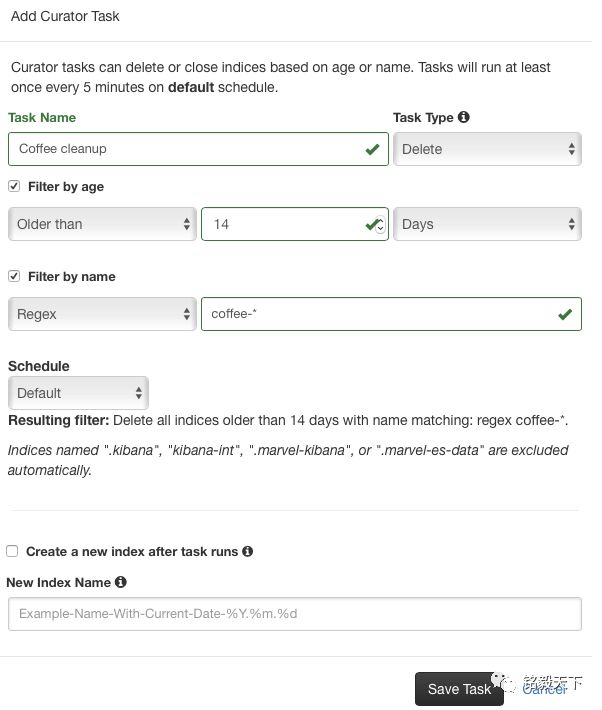 Add Curator Task
Curator tasks can delete or close indices based on age or name. Tasks will run at least
once every 5 minutes on default schedule.
Task Name Task Type
Coffee cleanup Delete
Filter by age
Older than 14 Days
Filter by name
Regex coffee-*
Schedule
Default
Resulting filter: Delete all indices older than 14 days with name matching: regex coffee-*.
Indices named ".kibana", "kibana-int", ".marvel-kibana", or ".marvel-es-data" are excluded
automatically.
Create a new index after task runs
New Index Name
Example-Name-With-Current-Date-%Y.%m.%d
Save Task Cancel
铭毅天下